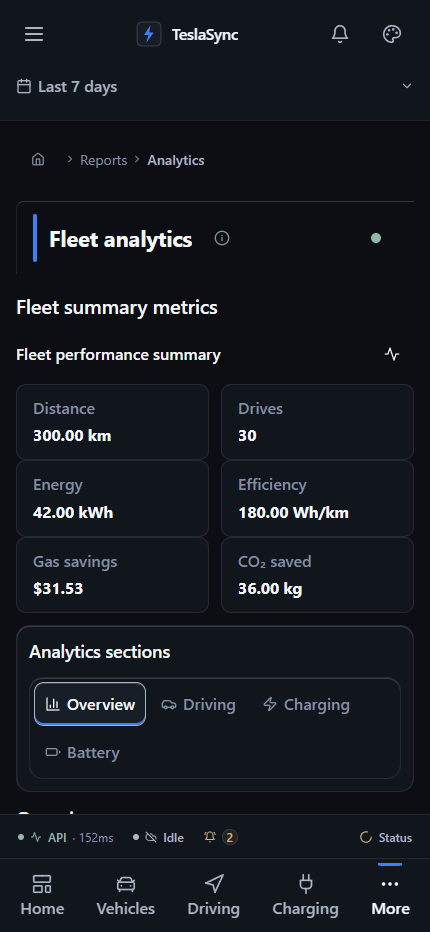 TeslaSync
Last 7 days
Reports > Analytics
Fleet analytics
Fleet summary metrics
Fleet performance summary
Distance
300.00 km
Drives
30
Energy
42.00 kWh
Efficiency
180.00 Wh/km
Gas savings
$31.53
CO₂ saved
36.00 kg
Analytics sections
Overview
Driving
Charging
Battery
API · 152ms
Idle
2
Status
Home
Vehicles
Driving
Charging
More